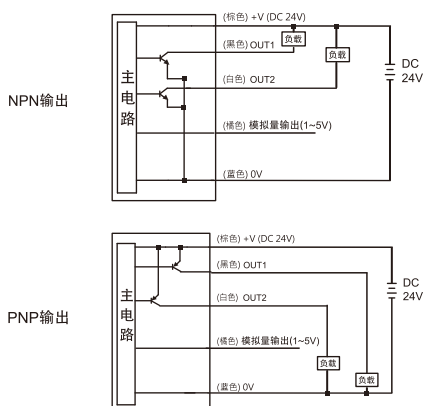 (棕色) +V (DC 24V)
(黑色) OUT1
负载
负载
DC
24V
主电路
(白色) OUT2
NPN输出
(橘色) 模拟量输出(1~5V)
(蓝色) 0V
(棕色) +V (DC 24V)
(黑色) OUT1
DC
24V
主电路
(白色) OUT2
PNP输出
(橘色) 模拟量输出(1~5V)
负载
负载
(蓝色) 0V